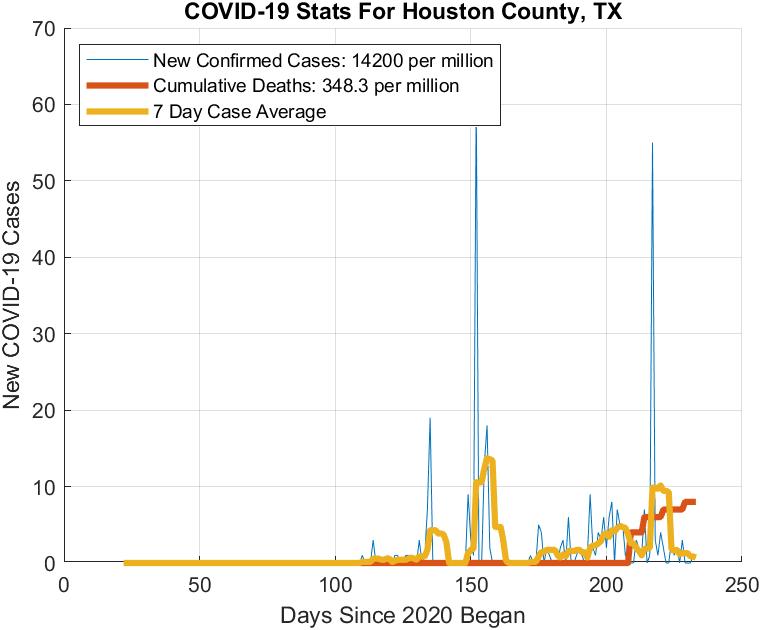 COVID-19 Stats For Houston County, TX
New Confirmed Cases: 14200 per million
Cumulative Deaths: 348.3 per million
7 Day Case Average
New COVID-19 Cases
70
60
50
40
30
20
10
0
0 50 100 150 200 250
Days Since 2020 Began